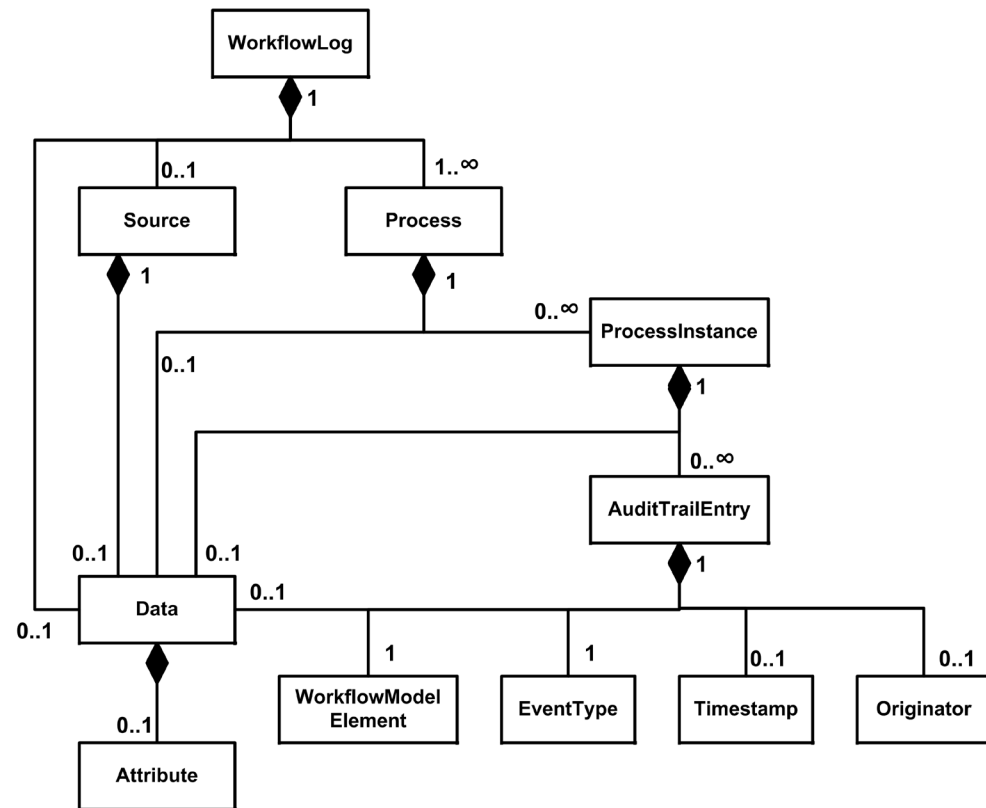 WorkflowLog
1
0..1
1..∞
Source
Process
1
1
0..∞
ProcessInstance
0..1
1
0..∞
AuditTrailEntry
0..1
0..1
1
0..1
Data
0..1
1
1
0..1
0..1
WorkflowModel
Element
EventType
Timestamp
Originator
0..1
Attribute